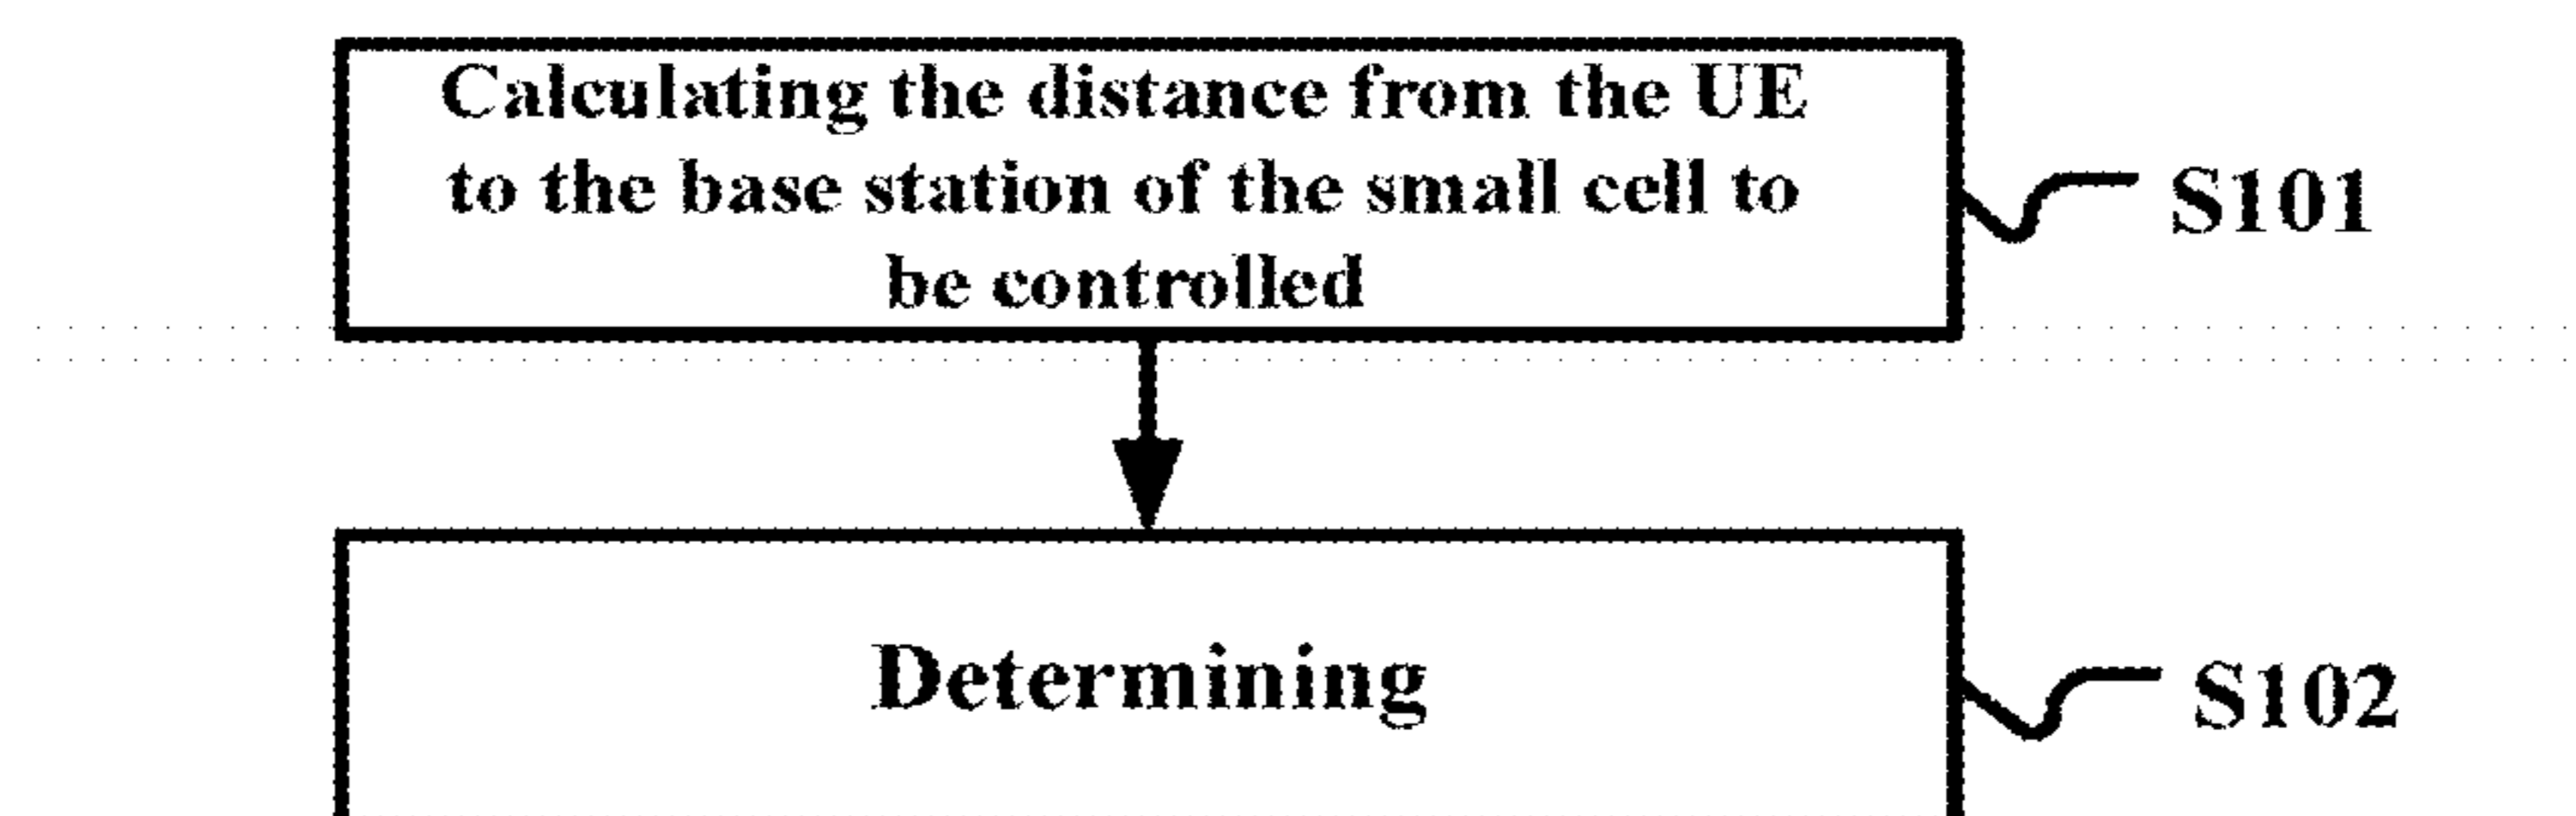 Calculating the distance from the UE
to the base station of the small cell to
be controlled
S101
Determining
S102